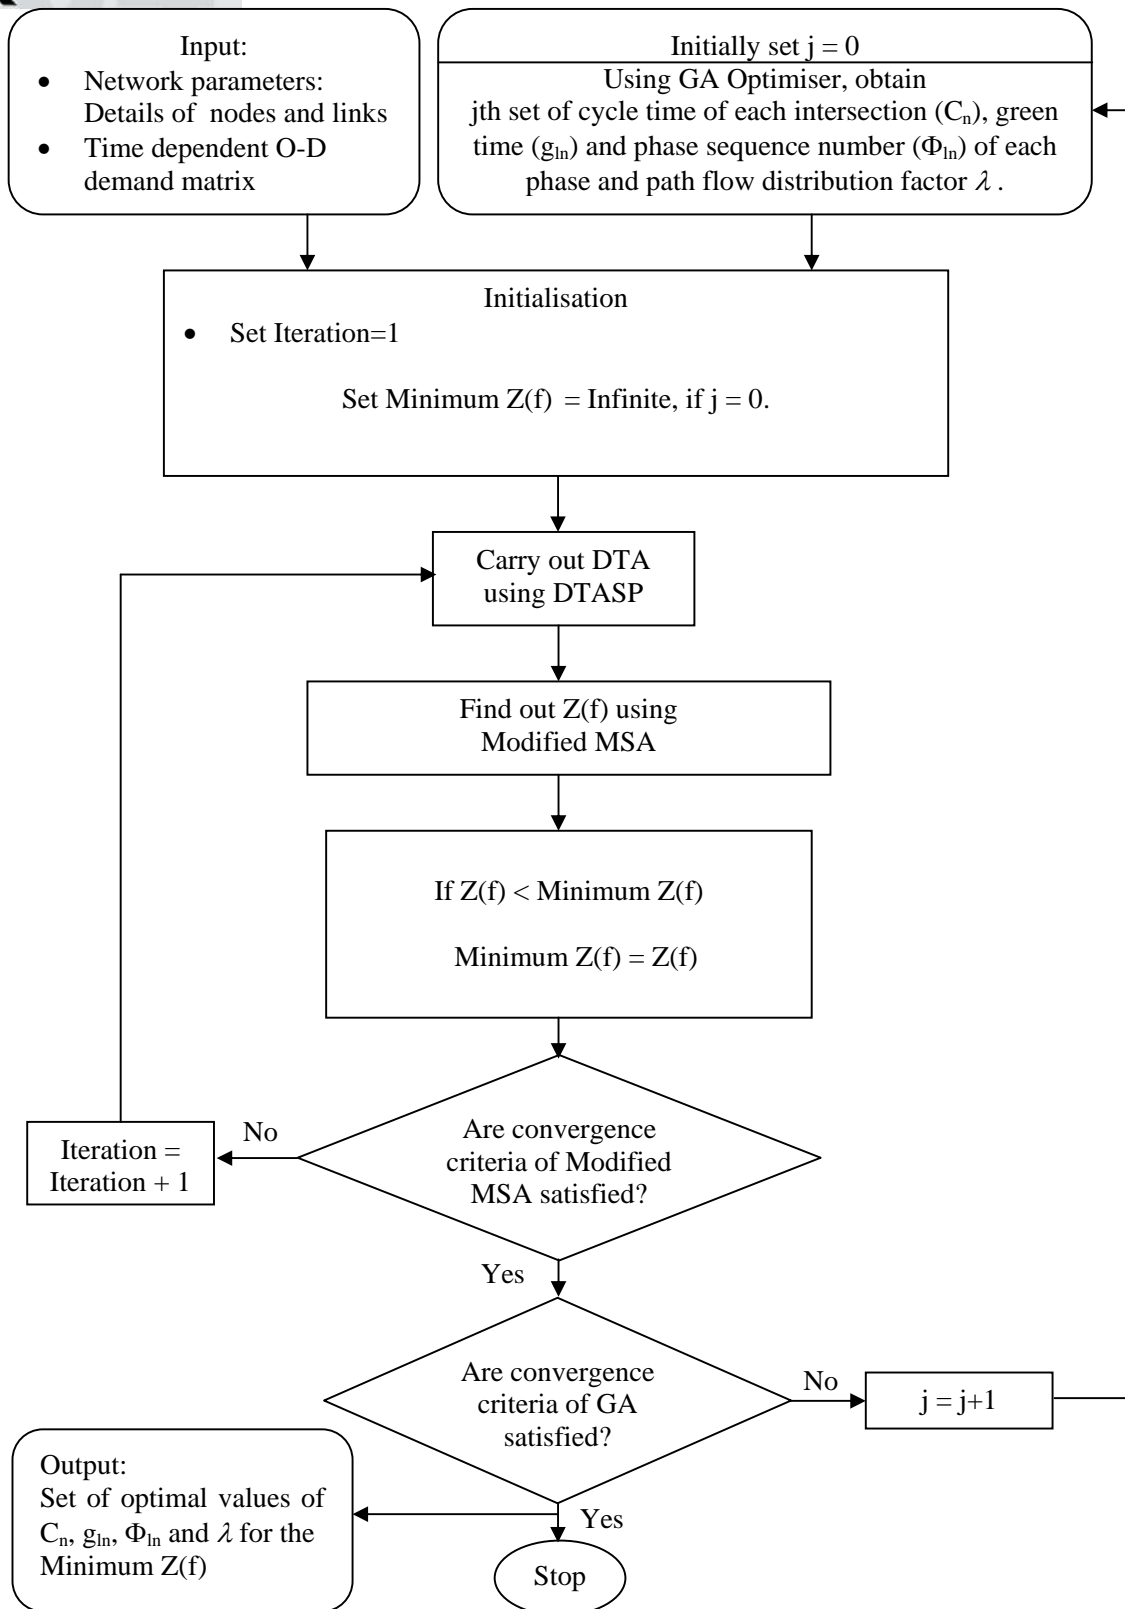 Input:
• Network parameters:
Details of nodes and links
• Time dependent O-D
demand matrix
Initially set j = 0
Using GA Optimiser, obtain
jth set of cycle time of each intersection (Cₙ), green
time (gₗₙ) and phase sequence number (Φₗₙ) of each
phase and path flow distribution factor λ .
Initialisation
• Set Iteration=1
Set Minimum Z(f) = Infinite, if j = 0.
Carry out DTA
using DTASP
Find out Z(f) using
Modified MSA
If Z(f) < Minimum Z(f)
Minimum Z(f) = Z(f)
Are convergence
criteria of Modified
MSA satisfied?
No
Iteration =
Iteration + 1
Yes
Are convergence
criteria of GA
satisfied?
No
j = j+1
Yes
Output:
Set of optimal values of
Cₙ, gₗₙ, Φₗₙ and λ for the
Minimum Z(f)
Stop